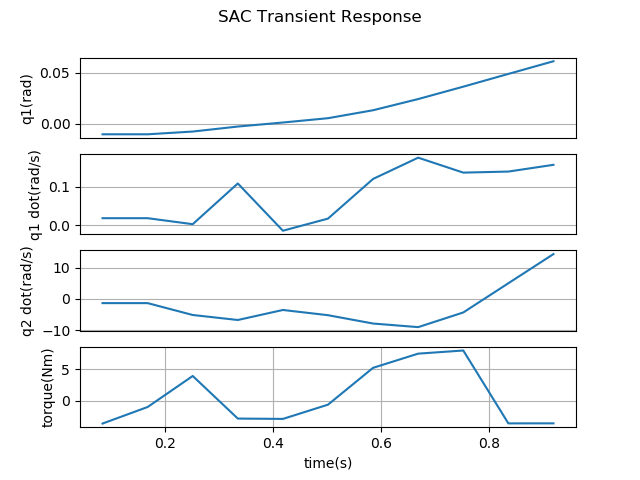 SAC Transient Response
q1(rad)
0.05
0.00
q1 dot(rad/s)
0.1
0.0
q2 dot(rad/s)
10
0
−10
torque(Nm)
5
0
0.2 0.4 0.6 0.8
time(s)